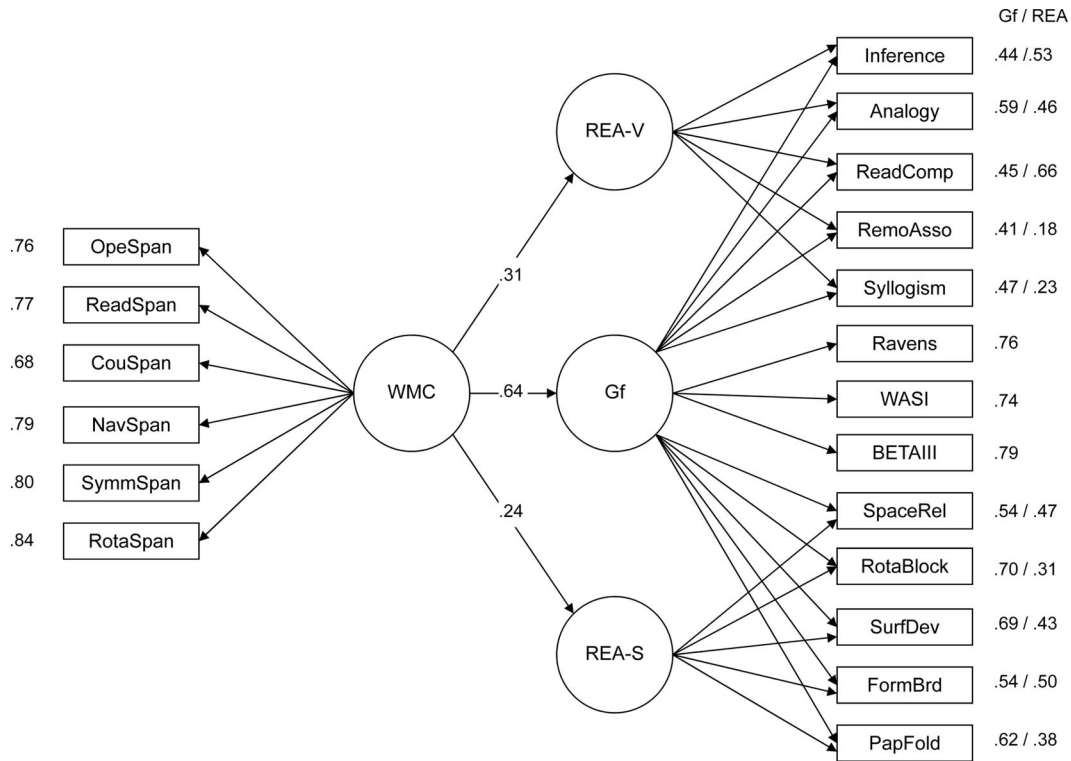 Gf / REA
Inference .44 /.53
Analogy .59 / .46
REA-V
ReadComp .45 / .66
RemoAsso .41 / .18
.76 OpeSpan
.31
Syllogism .47 / .23
.77 ReadSpan
Ravens .76
.68 CouSpan
WMC .64 Gf
WASI .74
.79 NavSpan
BETAIII .79
.80 SymmSpan
.24
SpaceRel .54 / .47
.84 RotaSpan
RotaBlock .70 / .31
SurfDev .69 / .43
REA-S
FormBrd .54 / .50
PapFold .62 / .38